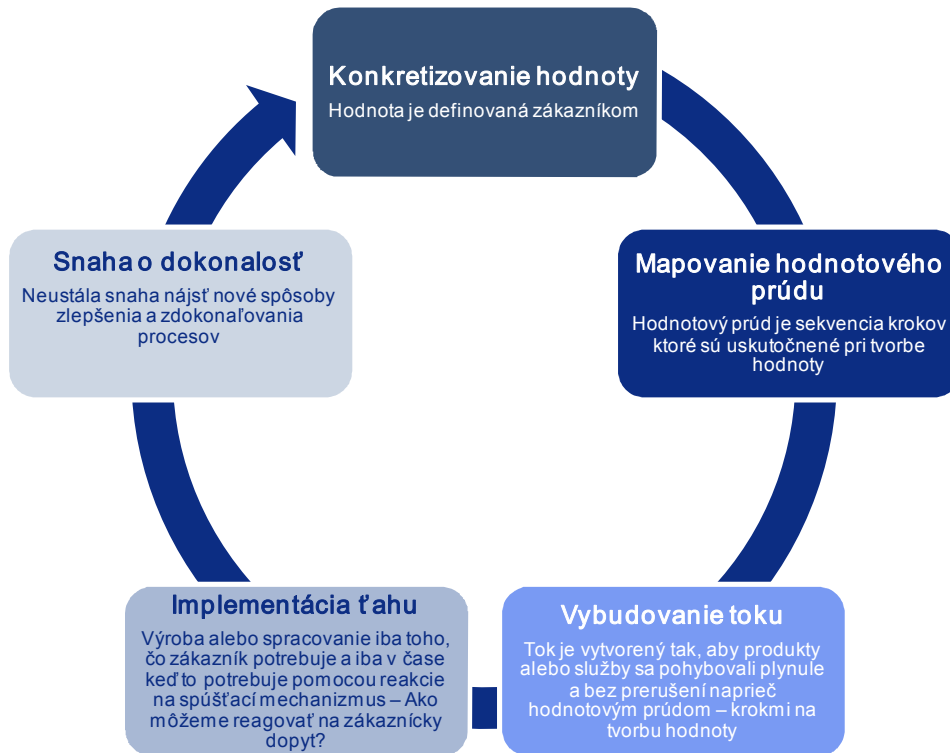 Konkretizovanie hodnoty
Hodnota je definovaná zákazníkom
Mapovanie hodnotového
prúdu
Hodnotový prúd je sekvencia krokov
ktoré sú uskutočnené pri tvorbe
hodnoty
Vybudovanie toku
Tok je vytvorený tak, aby produkty
alebo služby sa pohybovali plynule
a bez prerušení naprieč
hodnotovým prúdom – krokmi na
tvorbu hodnoty
Implementácia ťahu
Výroba alebo spracovanie iba toho,
čo zákazník potrebuje a iba v čase
keď to potrebuje pomocou reakcie
na spúšťací mechanizmus – Ako
môžeme reagovať na zákaznícky
dopyt?
Snaha o dokonalosť
Neustála snaha nájsť nové spôsoby
zlepšenia a zdokonaľovania
procesov